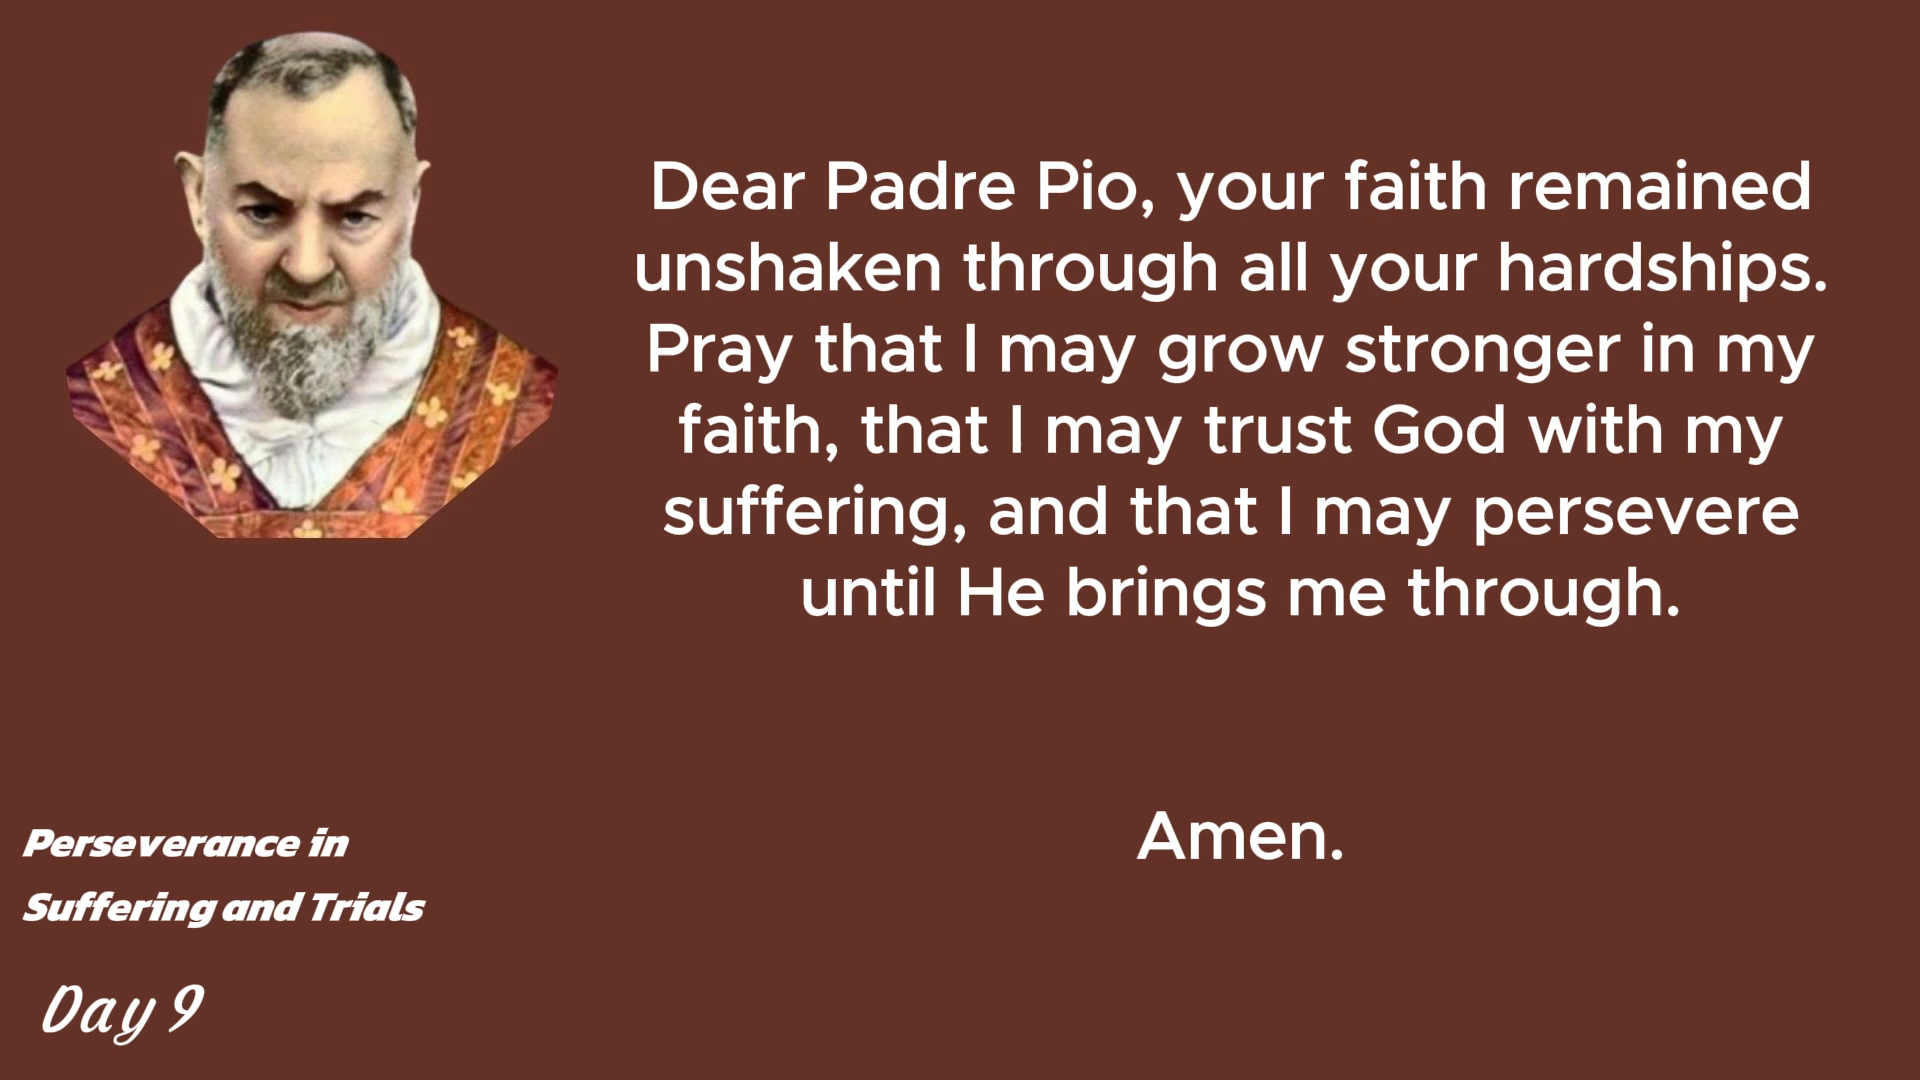 Dear Padre Pio, your faith remained
unshaken through all your hardships.
Pray that I may grow stronger in my
faith, that I may trust God with my
suffering, and that I may persevere
until He brings me through.
Amen.
Perseverance in
Suffering and Trials
Day 9